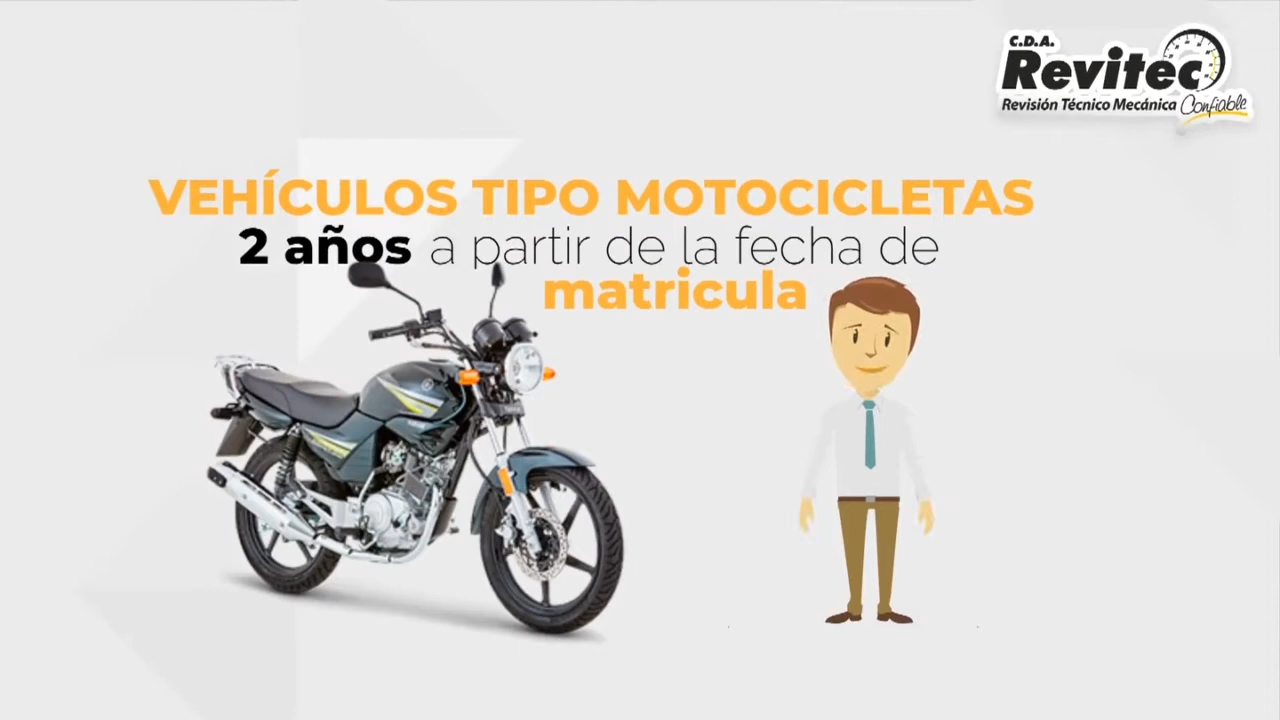 C.D.A.
Revitec
Revisión Técnico Mecánica Confiable
VEHÍCULOS TIPO MOTOCICLETAS
2 años a partir de la fecha de
matricula